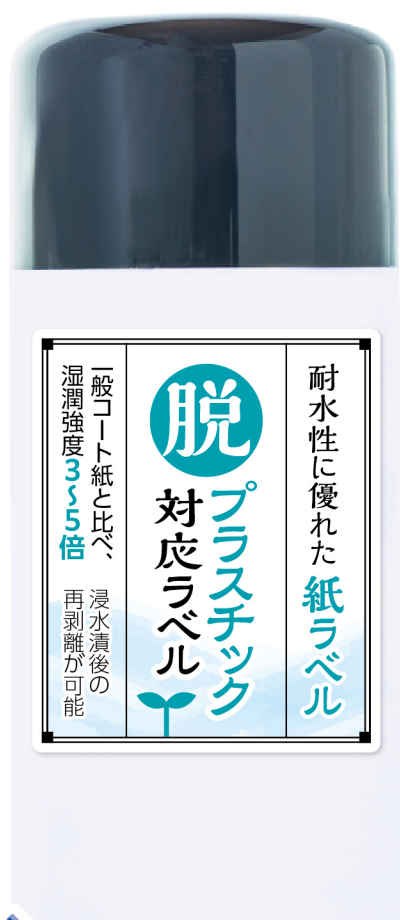 耐水性に優れた 紙ラベル
脱
プラスチック
対応ラベル
一般コート紙と比べ、
湿潤強度3~5倍
浸水漬後の
再剥離が可能